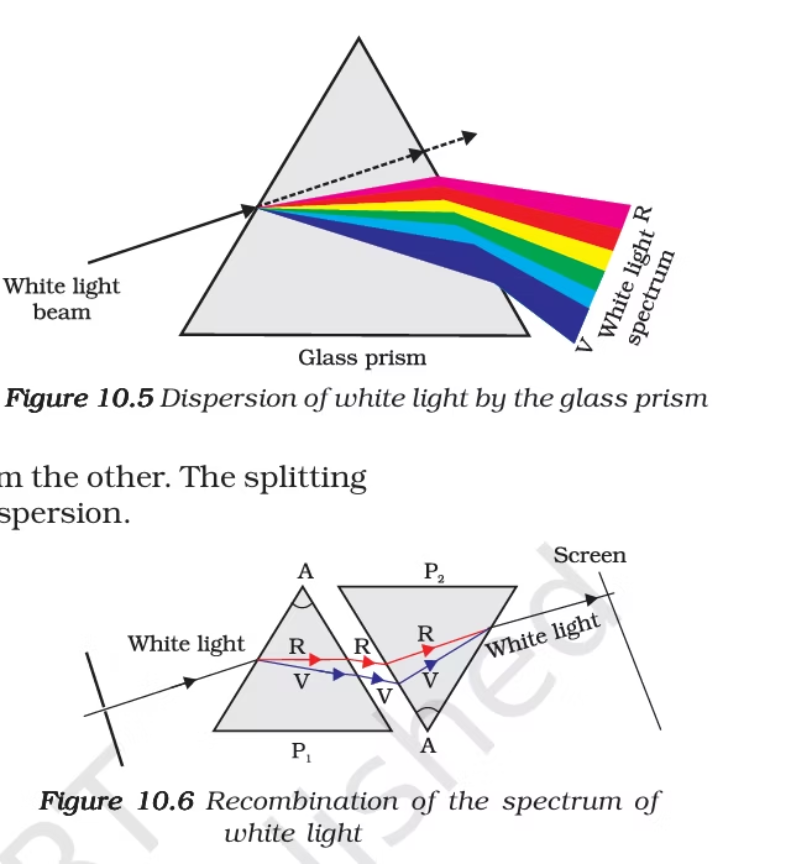 R
White light
spectrum
V
White light
beam
Glass prism
Figure 10.5 Dispersion of white light by the glass prism
m the other. The splitting
spersion.
Screen
A
P₂
White light
R
R
R
White light
V
V
V
P₁
A
Figure 10.6 Recombination of the spectrum of
white light